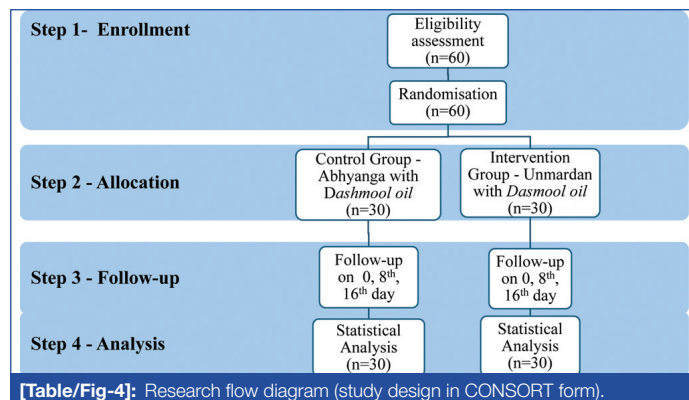 Step 1- Enrollment
Eligibility
assessment
(n=60)
Randomisation
(n=60)
Step 2 - Allocation
Control Group -
Abhyanga with
Dashmool oil
(n=30)
Intervention
Group - Unmardan
with Dasmool oil
(n=30)
Step 3 - Follow-up
Follow-up
on 0, 8th,
16th day
Follow-up
on 0, 8th,
16th day
Step 4 - Analysis
Statistical
Analysis
(n=30)
Statistical
Analysis
(n=30)
[Table/Fig-4]: Research flow diagram (study design in CONSORT form).